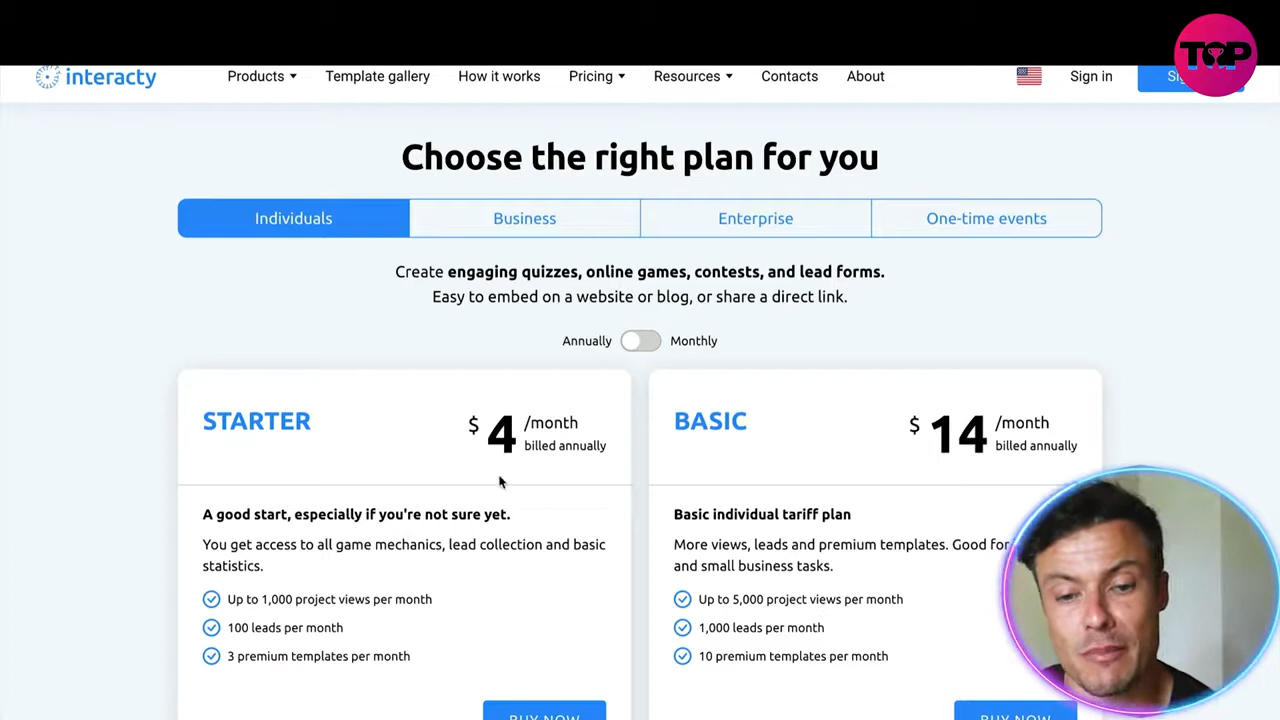 TOP
interacty
Products
Template gallery
How it works
Pricing
Resources
Contacts
About
Sign in
Choose the right plan for you
Individuals
Business
Enterprise
One-time events
Create engaging quizzes, online games, contests, and lead forms.
Easy to embed on a website or blog, or share a direct link.
Annually
Monthly
STARTER
$ 4 /month
billed annually
A good start, especially if you're not sure yet.
You get access to all game mechanics, lead collection and basic
statistics.
Up to 1,000 project views per month
100 leads per month
3 premium templates per month
BUY NOW
BASIC
$ 14 /month
billed annually
Basic individual tariff plan
More views, leads and premium templates. Good for
and small business tasks.
Up to 5,000 project views per month
1,000 leads per month
10 premium templates per month
BUY NOW